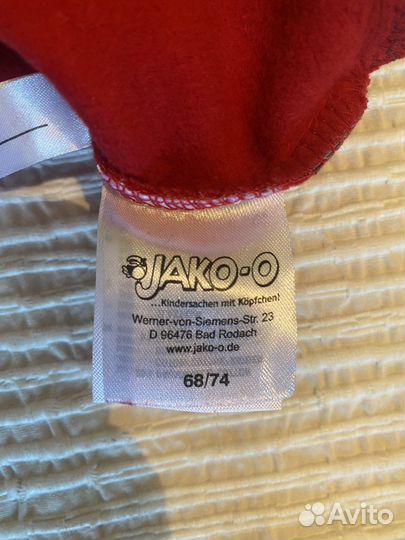 JAKO-O
...Kindersachen mit Köpfchen!
Werner-von-Siemens-Str. 23
D 96476 Bad Rodach
www.jako-o.de
68/74
Avito